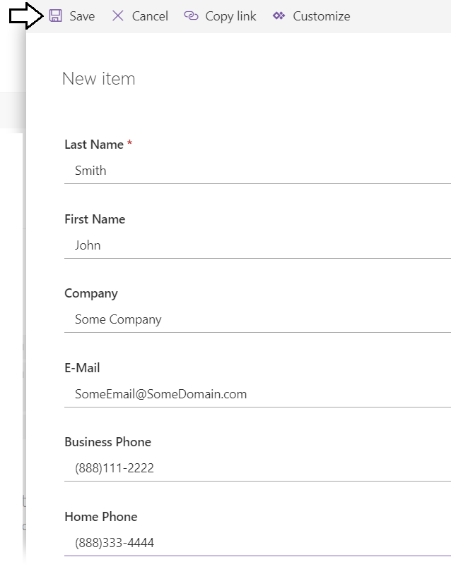 Save Cancel Copy link Customize
New item
Last Name *
Smith
First Name
John
Company
Some Company
E-Mail
SomeEmail@SomeDomain.com
Business Phone
(888)111-2222
Home Phone
(888)333-4444